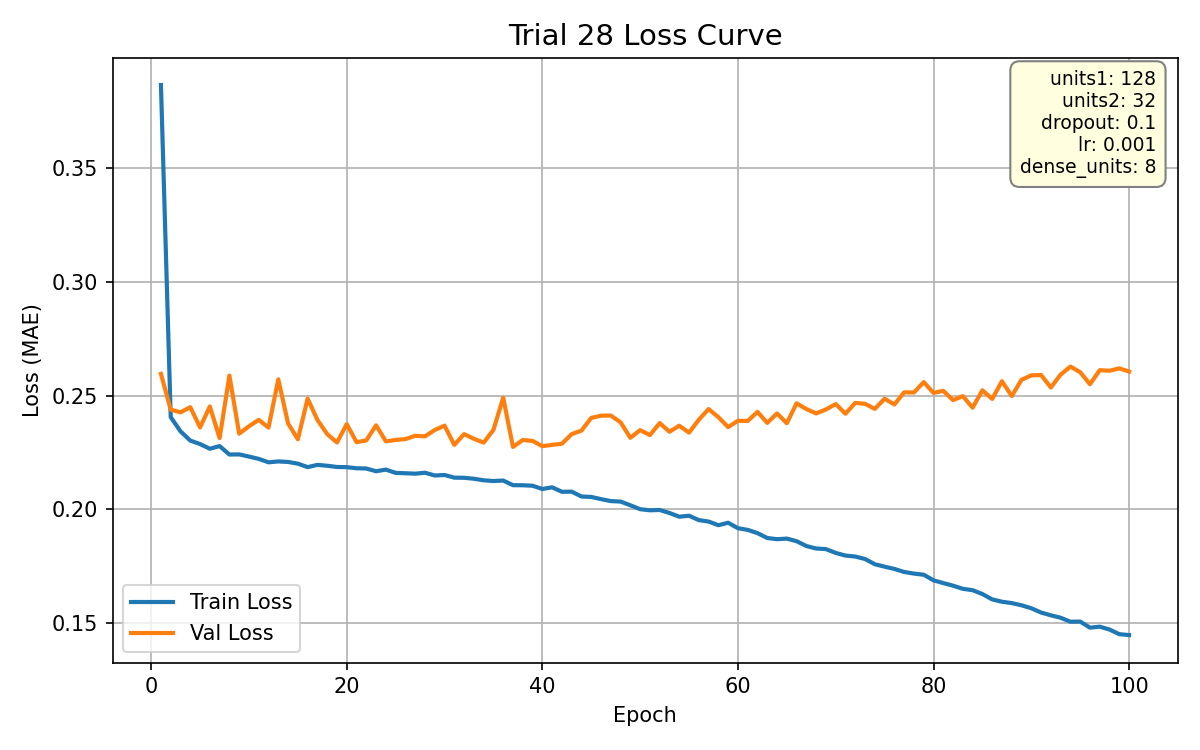 Trial 28 Loss Curve
units1: 128
units2: 32
dropout: 0.1
lr: 0.001
dense_units: 8
Loss (MAE)
0.35
0.30
0.25
0.20
0.15
Train Loss
Val Loss
0 20 40 60 80 100
Epoch